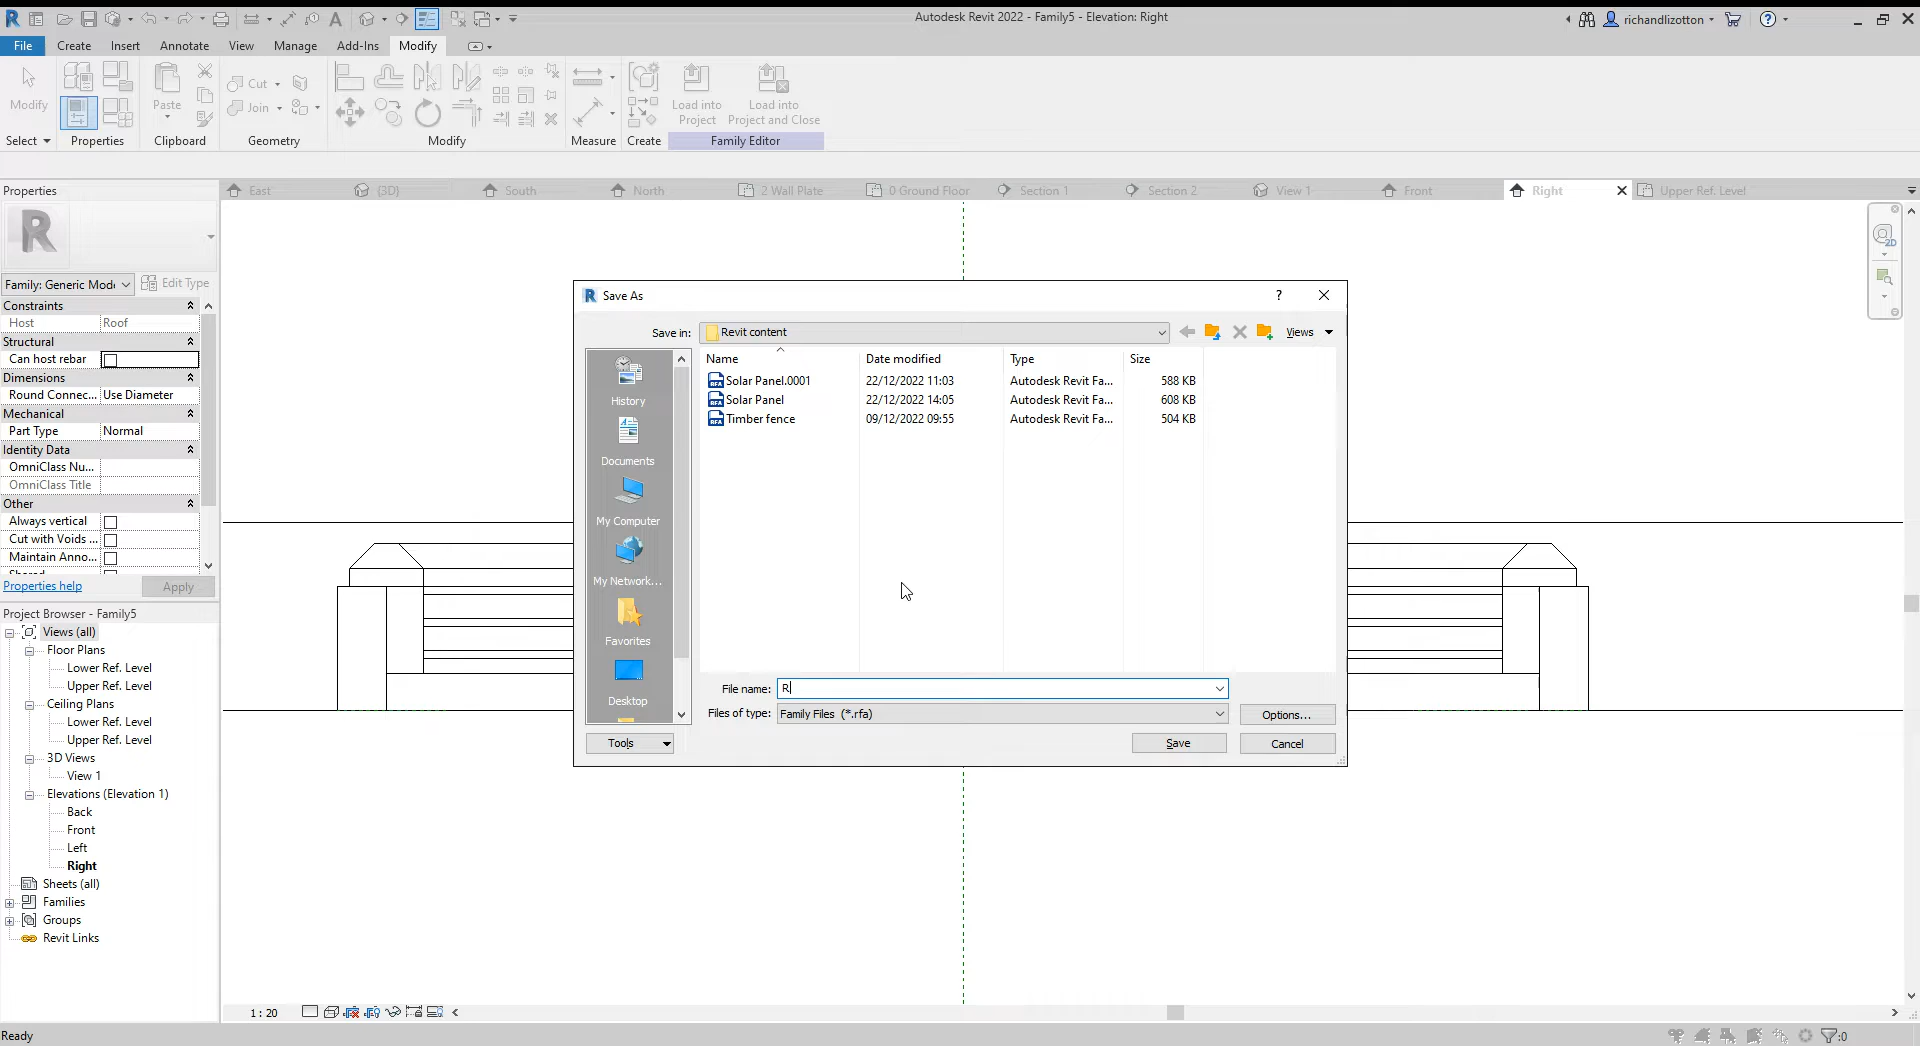 Autodesk Revit 2022 - Family5 - Elevation: Right
richandlizotton
File Create Insert Annotate View Manage Add-Ins Modify
Modify
Paste
Cut
Join
Load into
Project
Load into
Project and Close
Select Properties Clipboard Geometry Modify Measure Create Family Editor
Properties
East {3D} South North 2 Wall Plate 0 Ground Floor Section 1 Section 2 View 1 Front Right Upper Ref. Level
2D
Family: Generic Mode
Edit Type
Constraints
Host Roof
Structural
Can host rebar
Dimensions
Round Connec... Use Diameter
Mechanical
Part Type Normal
Identity Data
OmniClass Nu...
OmniClass Title
Other
Always vertical
Cut with Voids ...
Maintain Anno...
Shared
Properties help Apply
Project Browser - Family5
Views (all)
Floor Plans
Lower Ref. Level
Upper Ref. Level
Ceiling Plans
Lower Ref. Level
Upper Ref. Level
3D Views
View 1
Elevations (Elevation 1)
Back
Front
Left
Right
Sheets (all)
Families
Groups
Revit Links
Save As
Save in: Revit content Views
Name Date modified Type Size
Solar Panel.0001 22/12/2022 11:03 Autodesk Revit Fa... 588 KB
Solar Panel 22/12/2022 14:05 Autodesk Revit Fa... 608 KB
Timber fence 09/12/2022 09:55 Autodesk Revit Fa... 504 KB
History
Documents
My Computer
My Network...
Favorites
Desktop
File name: R
Files of type: Family Files (*.rfa)
Options...
Tools Save Cancel
1 : 20
Ready
:0